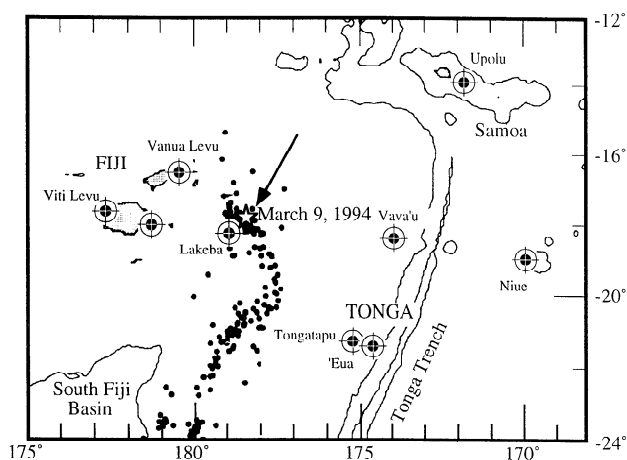 -12°
Upolu
Samoa
Vanua Levu
FIJI
-16°
Viti Levu
March 9, 1994
Vava'u
Lakeba
Niue
-20°
TONGA
Tongatapu
'Eua
Tonga Trench
South Fiji
Basin
-24°
175° 180° 175° 170°